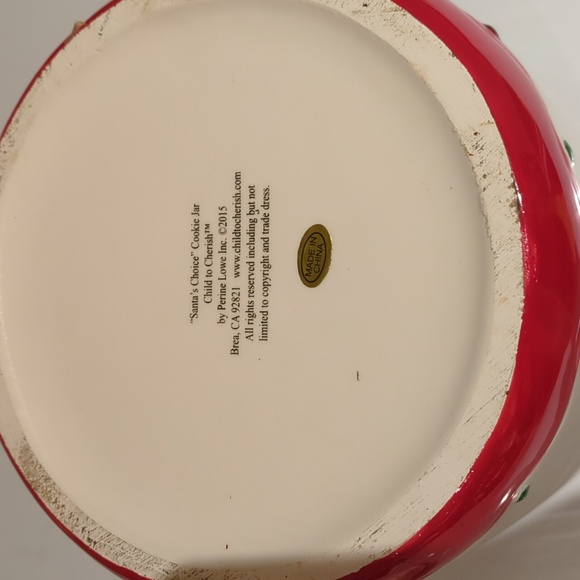 "Santa's Choice" Cookie Jar
Child to Cherish™
by Perine Lowe Inc. ©2015
Brea, CA 92821 www.childtocherish.com
All rights reserved including but not
limited to copyright and trade dress.
MADE IN
CHINA